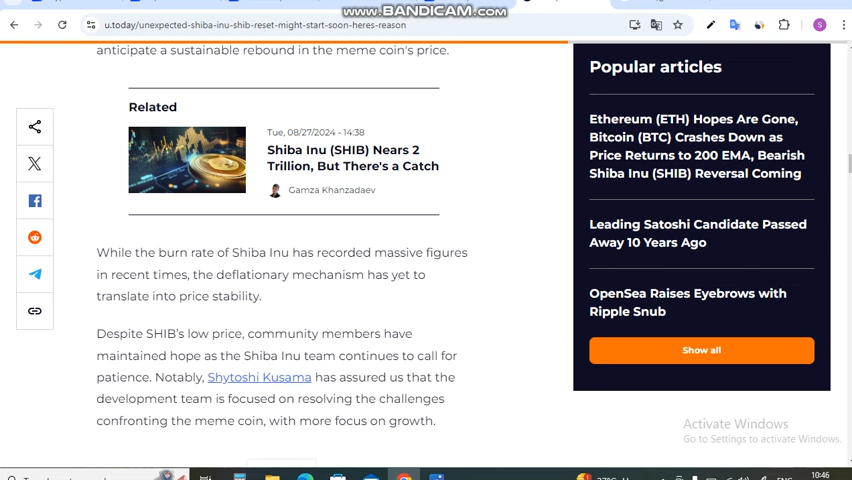 www.BANDICAM.com
u.today/unexpected-shiba-inu-shib-reset-might-start-soon-heres-reason
S
anticipate a sustainable rebound in the meme coin's price.
Related
Tue, 08/27/2024 - 14:38
Shiba Inu (SHIB) Nears 2
Trillion, But There's a Catch
Gamza Khanzadaev
While the burn rate of Shiba Inu has recorded massive figures
in recent times, the deflationary mechanism has yet to
translate into price stability.
Despite SHIB's low price, community members have
maintained hope as the Shiba Inu team continues to call for
patience. Notably, Shytoshi Kusama has assured us that the
development team is focused on resolving the challenges
confronting the meme coin, with more focus on growth.
Popular articles
Ethereum (ETH) Hopes Are Gone,
Bitcoin (BTC) Crashes Down as
Price Returns to 200 EMA, Bearish
Shiba Inu (SHIB) Reversal Coming
Leading Satoshi Candidate Passed
Away 10 Years Ago
OpenSea Raises Eyebrows with
Ripple Snub
Show all
Activate Windows
Go to Settings to activate Windows.
10:46